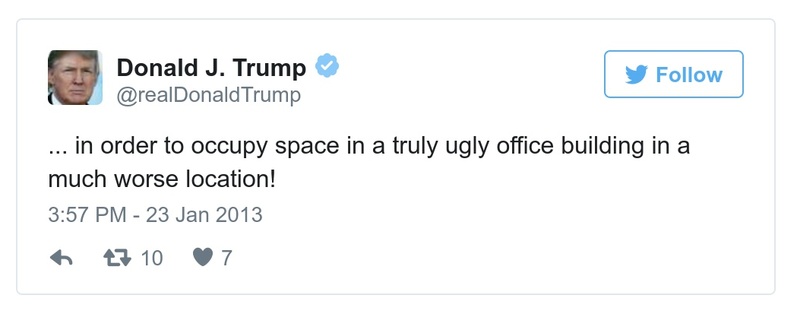 Donald J. Trump
@realDonaldTrump
Follow
... in order to occupy space in a truly ugly office building in a
much worse location!
3:57 PM - 23 Jan 2013
10 7